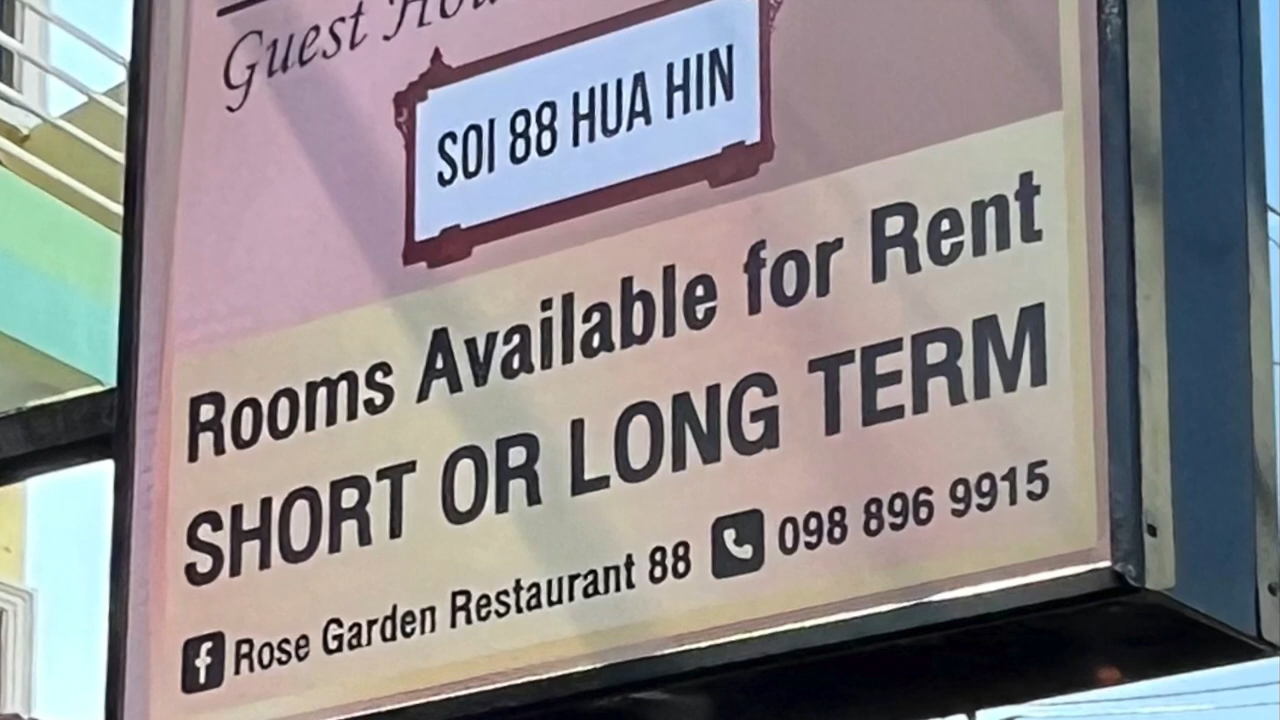 Guest
SOI 88 HUA HIN
Rooms Available for Rent
SHORT OR LONG TERM
Rose Garden Restaurant 88 098 896 9915